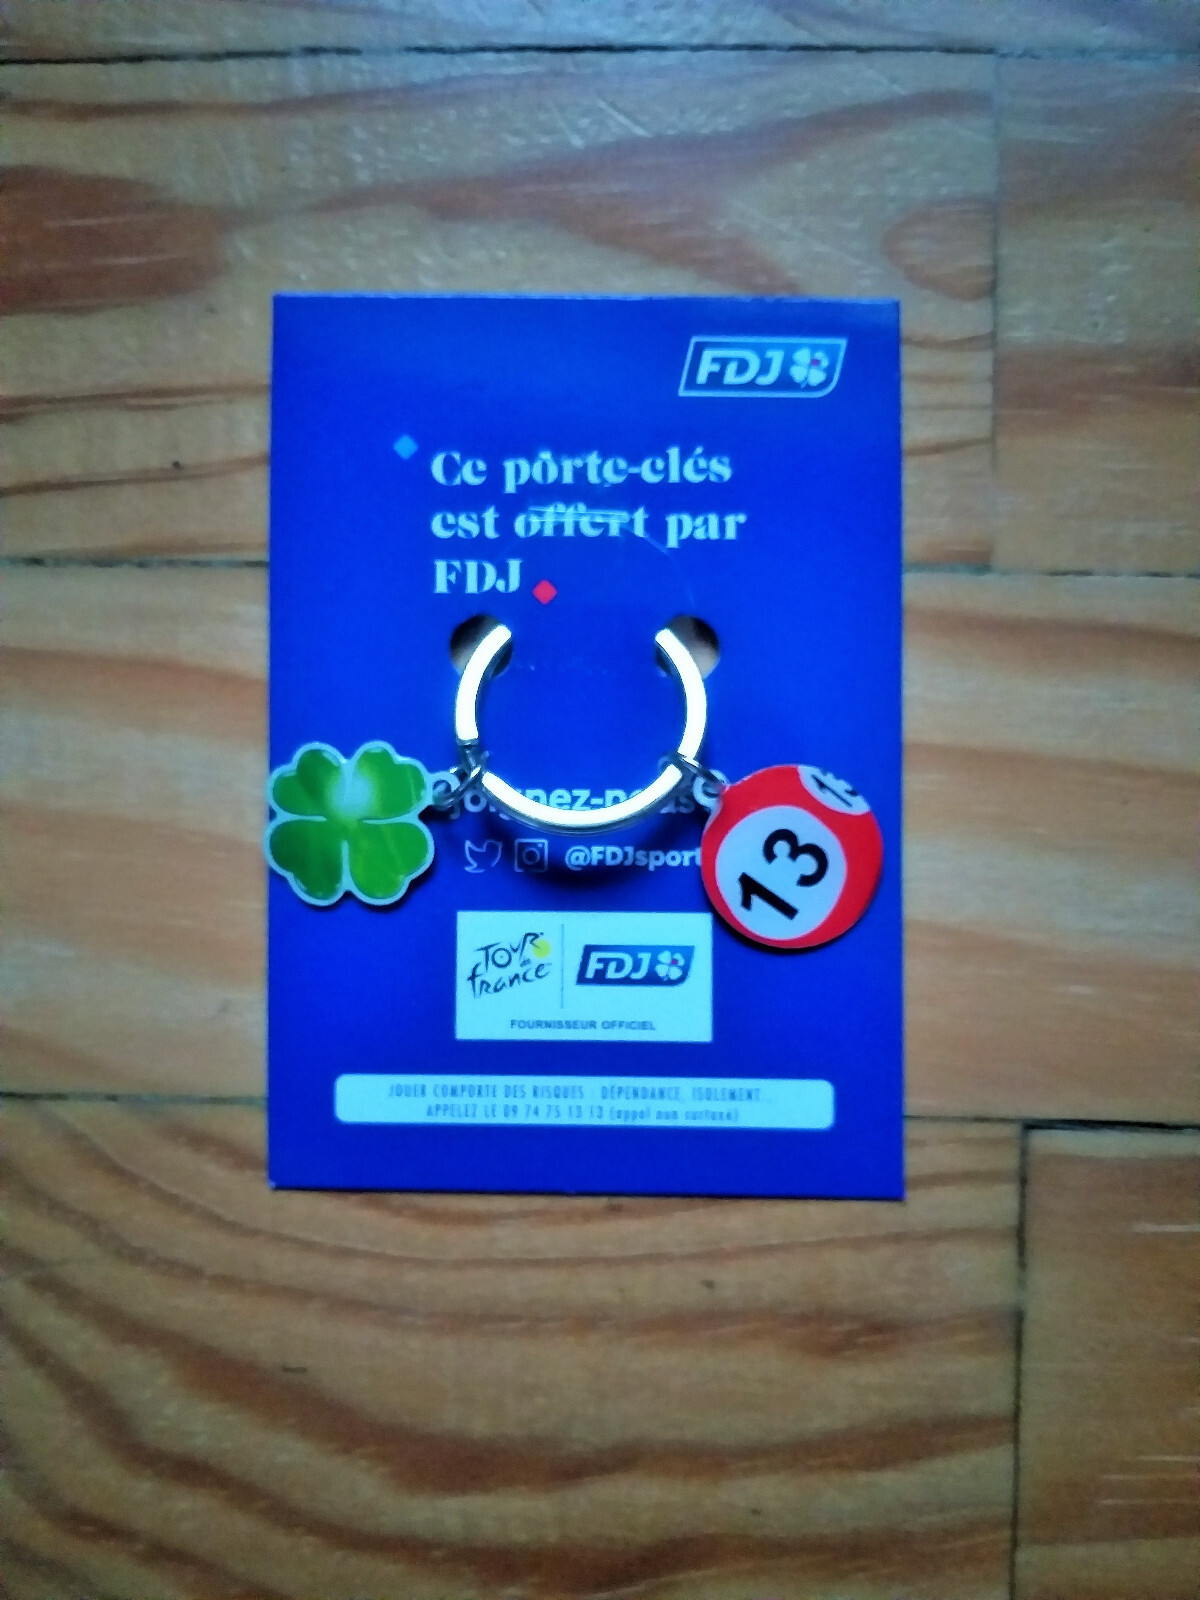 FDJ
Ce porte-clés
est offert par
FDJ
13
13
@FDJsport
TOUR de france
FDJ
FOURNISSEUR OFFICIEL
JOUER COMPORTE DES RISQUES : DÉPENDANCE, ISOLEMENT...
APPELEZ LE 09 74 75 13 13 (appel non surtaxé)